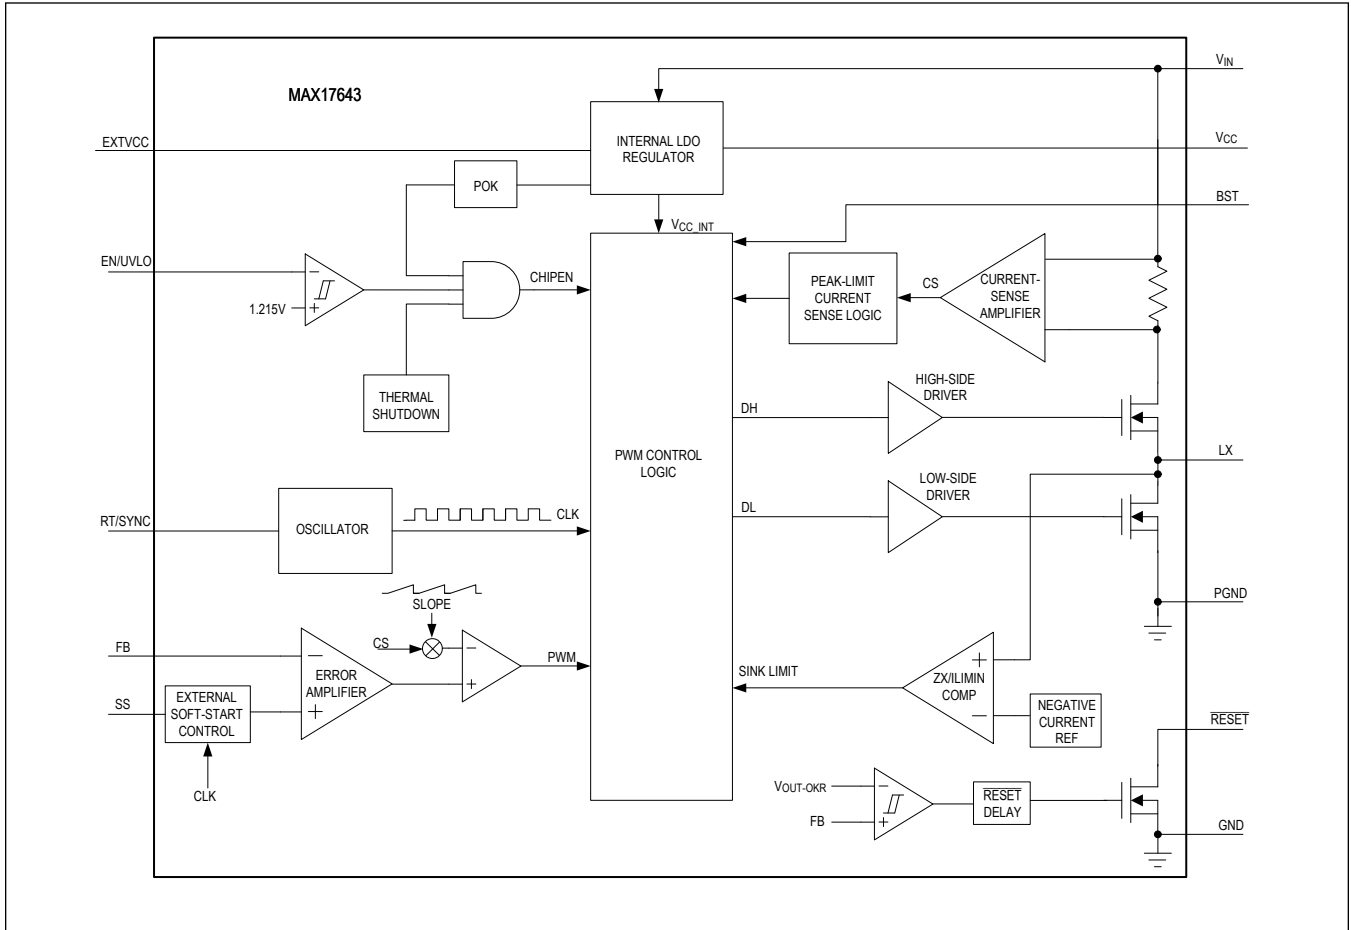 MAX17643
VIN
EXTVCC
INTERNAL LDO
REGULATOR
VCC
POK
BST
VCC_INT
EN/UVLO
−
1.215V
+
CHIPEN
PEAK-LIMIT
CURRENT
SENSE LOGIC
CS
CURRENT-
SENSE
AMPLIFIER
THERMAL
SHUTDOWN
HIGH-SIDE
DRIVER
DH
PWM CONTROL
LOGIC
LX
LOW-SIDE
DRIVER
DL
RT/SYNC
OSCILLATOR
CLK
SLOPE
PGND
FB
−
ERROR
AMPLIFIER
+
CS
−
+
PWM
SS
EXTERNAL
SOFT-START
CONTROL
CLK
SINK LIMIT
+
ZX/ILIMIN
COMP
−
NEGATIVE
CURRENT
REF
RESET
VOUT-OKR
−
FB
+
RESET
DELAY
GND